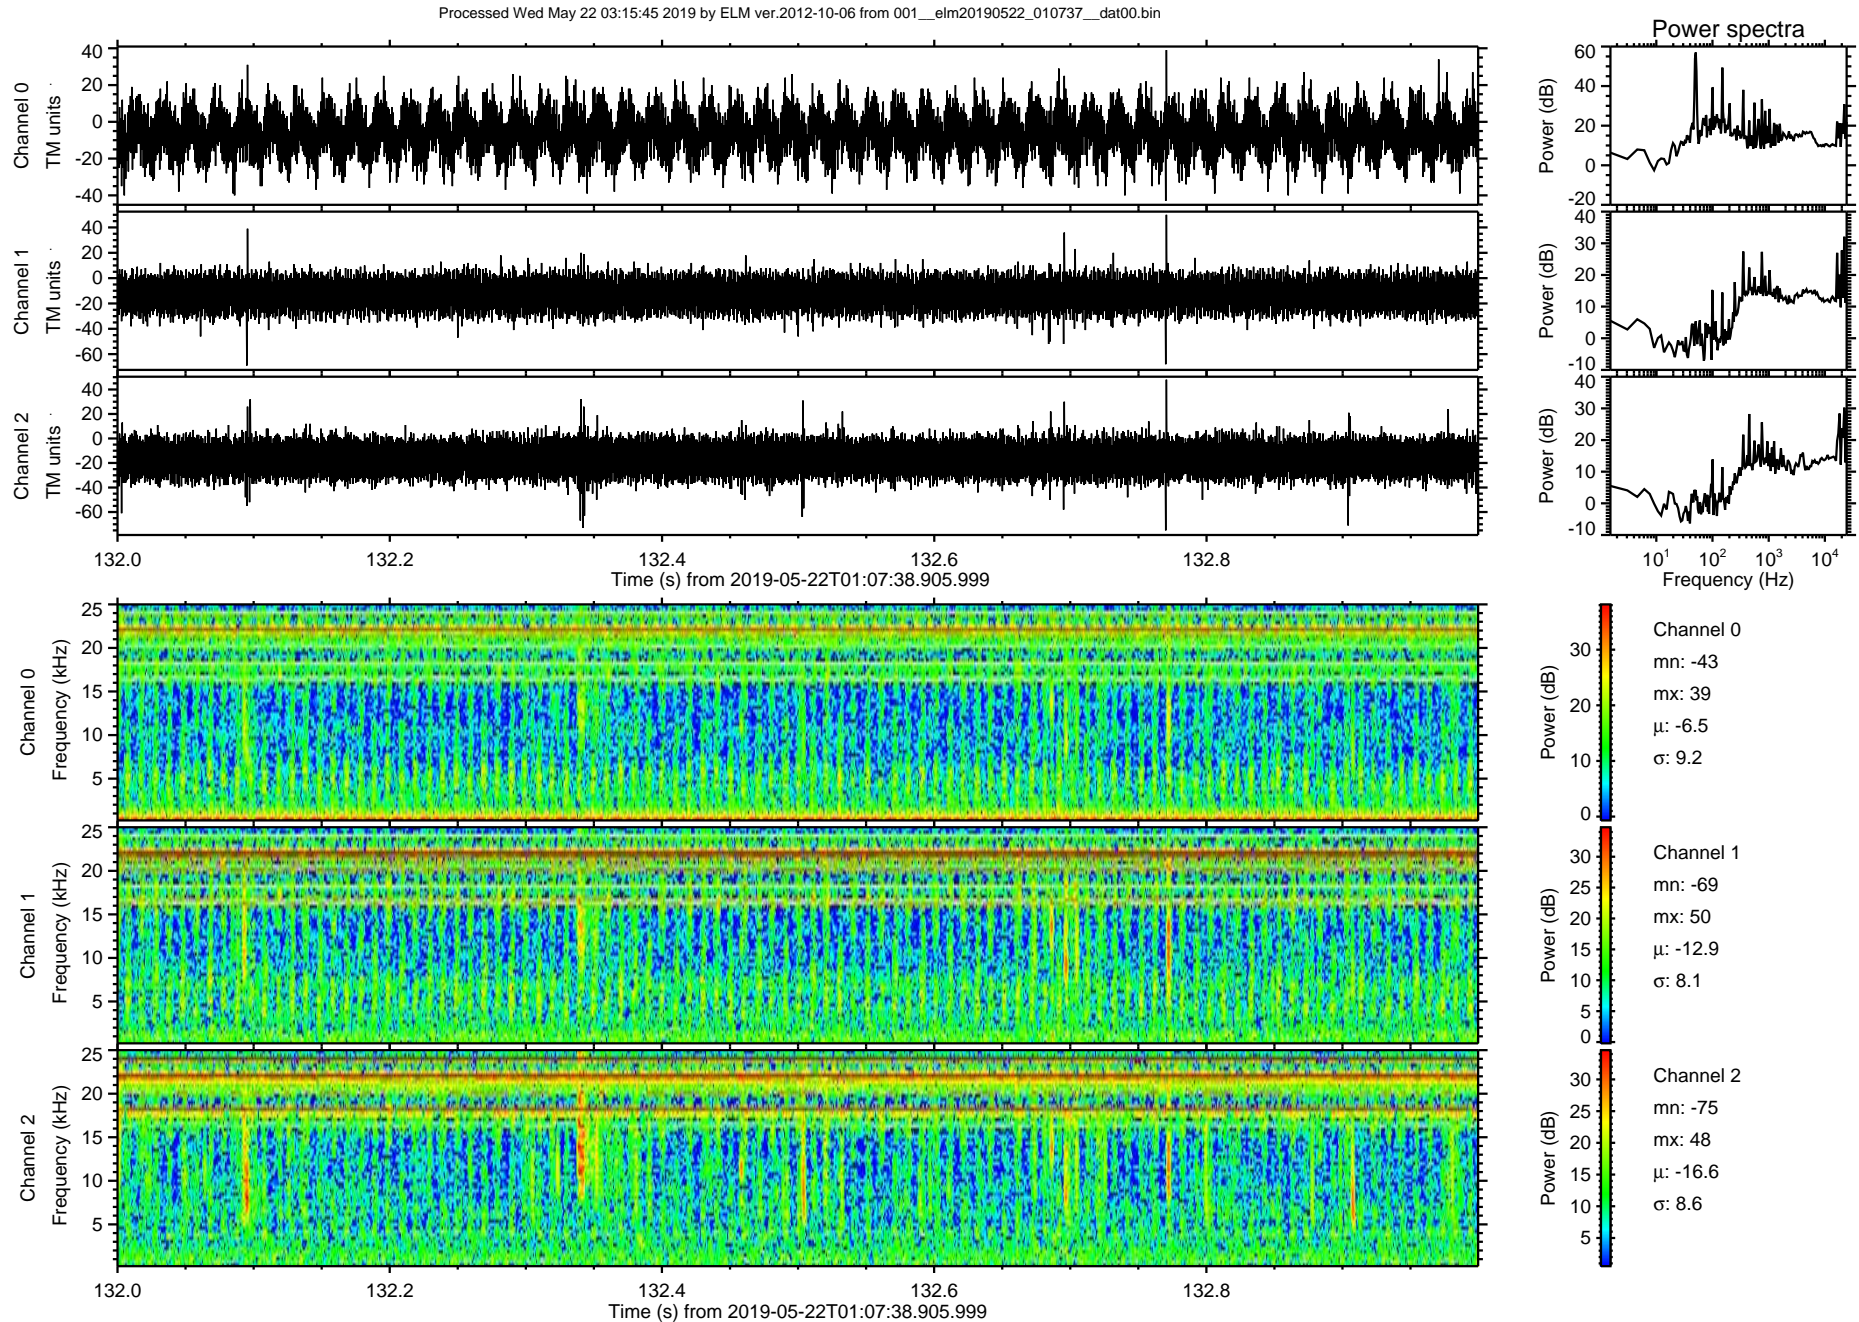 Processed Wed May 22 03:15:45 2019 by ELM ver.2012-10-06 from 001__elm20190522_010737__dat00.bin
Power spectra
Channel 0
TM units
40
20
0
-20
-40
Power (dB)
60
40
20
0
-20
Channel 1
TM units
40
20
0
-20
-40
-60
Power (dB)
40
30
20
10
0
-10
Channel 2
TM units
40
20
0
-20
-40
-60
Power (dB)
40
30
20
10
0
-10
132.0 132.2 132.4 132.6 132.8
Time (s) from 2019-05-22T01:07:38.905.999
10¹ 10² 10³ 10⁴
Frequency (Hz)
Channel 0
Frequency (kHz)
25
20
15
10
5
Power (dB)
30
20
10
0
Channel 0
mn: -43
mx: 39
μ: -6.5
σ: 9.2
Channel 1
Frequency (kHz)
25
20
15
10
5
Power (dB)
30
25
20
15
10
5
0
Channel 1
mn: -69
mx: 50
μ: -12.9
σ: 8.1
Channel 2
Frequency (kHz)
25
20
15
10
5
Power (dB)
30
25
20
15
10
5
Channel 2
mn: -75
mx: 48
μ: -16.6
σ: 8.6
132.0 132.2 132.4 132.6 132.8
Time (s) from 2019-05-22T01:07:38.905.999